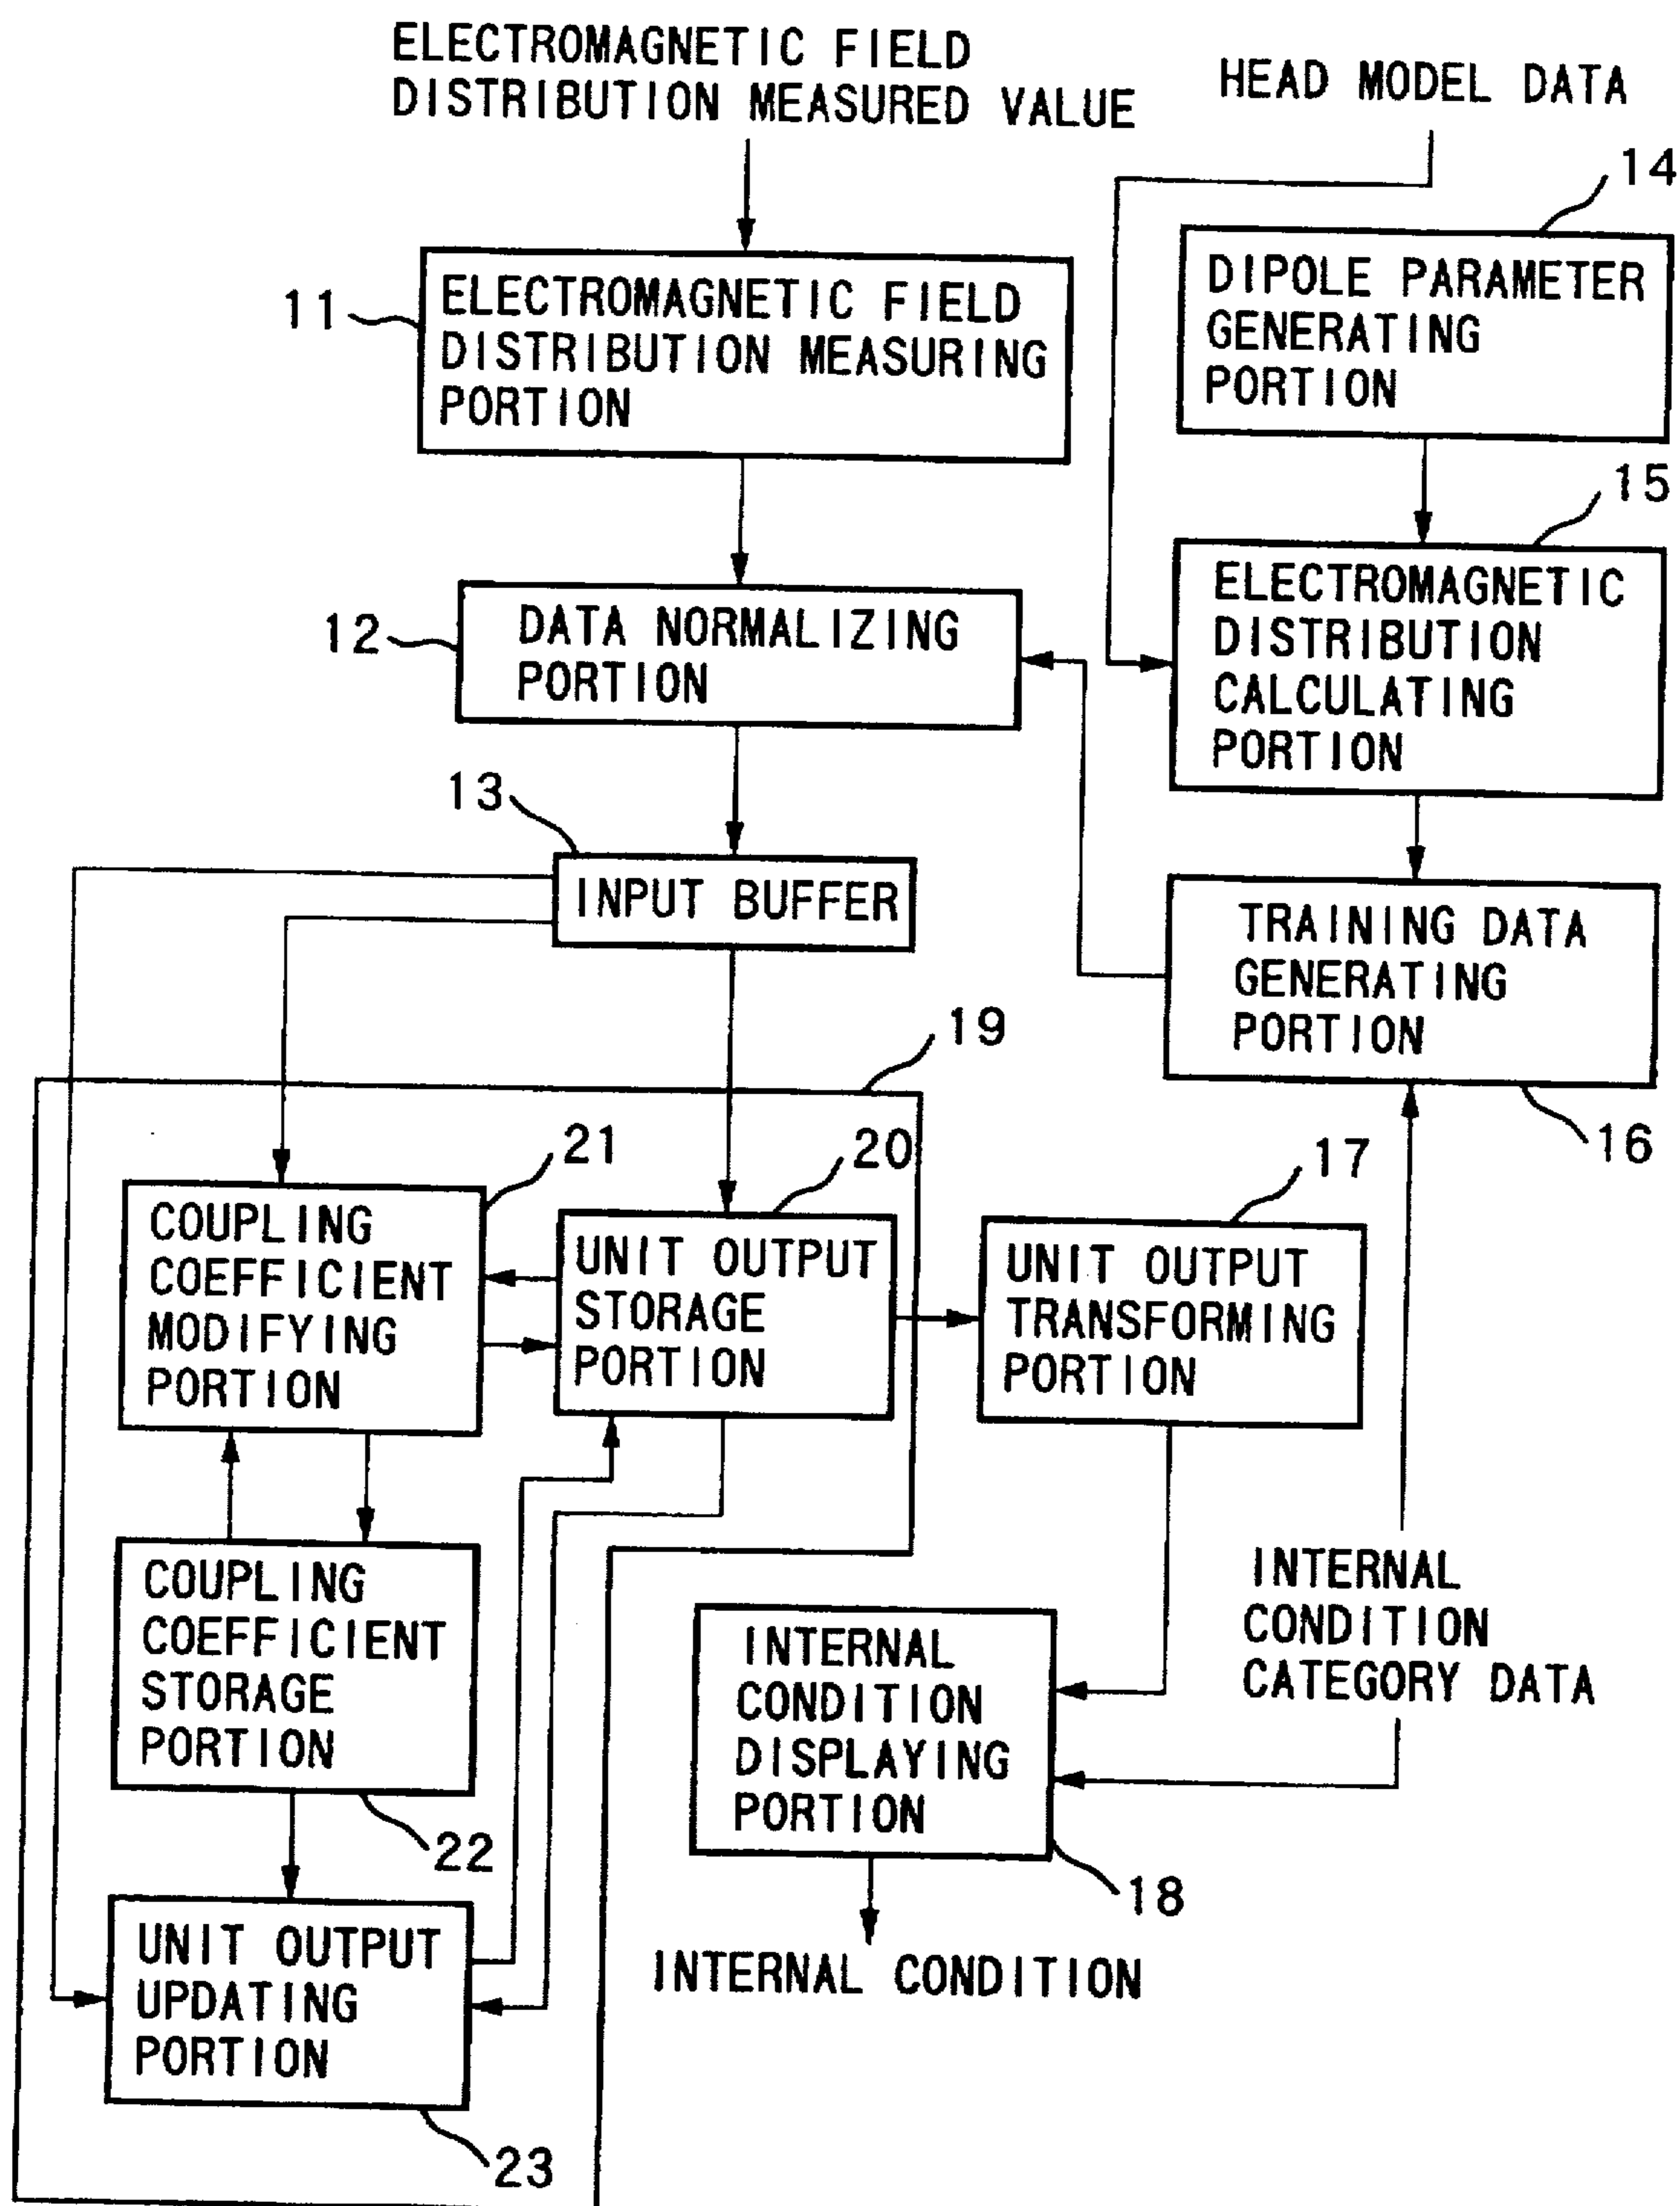 ELECTROMAGNETIC FIELD
DISTRIBUTION MEASURED VALUE
HEAD MODEL DATA
14
11
ELECTROMAGNETIC FIELD
DISTRIBUTION MEASURING
PORTION
DIPOLE PARAMETER
GENERATING
PORTION
15
12
DATA NORMALIZING
PORTION
ELECTROMAGNETIC
DISTRIBUTION
CALCULATING
PORTION
13
INPUT BUFFER
TRAINING DATA
GENERATING
PORTION
19
16
21
COUPLING
COEFFICIENT
MODIFYING
PORTION
20
UNIT OUTPUT
STORAGE
PORTION
17
UNIT OUTPUT
TRANSFORMING
PORTION
COUPLING
COEFFICIENT
STORAGE
PORTION
22
INTERNAL
CONDITION
DISPLAYING
PORTION
18
INTERNAL
CONDITION
CATEGORY DATA
UNIT OUTPUT
UPDATING
PORTION
23
INTERNAL CONDITION